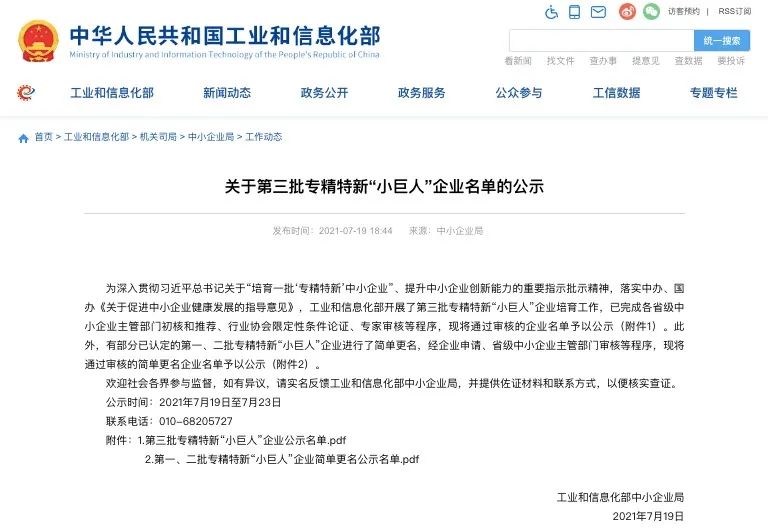 访客预约 | RSS订阅
中华人民共和国工业和信息化部
Ministry of Industry and Information Technology of the People's Republic of China
统一搜索
看新闻 找文件 查办事 提意见 查数据 要投诉
工业和信息化部 新闻动态 政务公开 政务服务 公众参与 工信数据 专题专栏
首页 > 工业和信息化部 > 机关司局 > 中小企业局 > 工作动态
关于第三批专精特新“小巨人”企业名单的公示
发布时间：2021-07-19 18:44 来源：中小企业局
为深入贯彻习近平总书记关于“培育一批‘专精特新’中小企业”、提升中小企业创新能力的重要指示批示精神，落实中办、国
办《关于促进中小企业健康发展的指导意见》，工业和信息化部开展了第三批专精特新“小巨人”企业培育工作，已完成各省级中
小企业主管部门初核和推荐、行业协会限定性条件论证、专家审核等程序，现将通过审核的企业名单予以公示（附件1）。此
外，有部分已认定的第一、二批专精特新“小巨人”企业进行了简单更名，经企业申请、省级中小企业主管部门审核等程序，现将
通过审核的简单更名企业名单予以公示（附件2）。
欢迎社会各界参与监督，如有异议，请实名反馈工业和信息化部中小企业局，并提供佐证材料和联系方式，以便核实查证。
公示时间：2021年7月19日至7月23日
联系电话：010-68205727
附件：1.第三批专精特新“小巨人”企业公示名单.pdf
2.第一、二批专精特新“小巨人”企业简单更名公示名单.pdf
工业和信息化部中小企业局
2021年7月19日